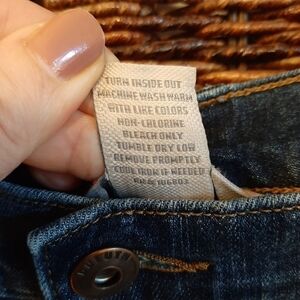 TURN INSIDE OUT
MACHINE WASH WARM
WITH LIKE COLORS
NON-CHLORINE
BLEACH ONLY
TUMBLE DRY LOW
REMOVE PROMPTLY
COOL IRON IF NEEDED